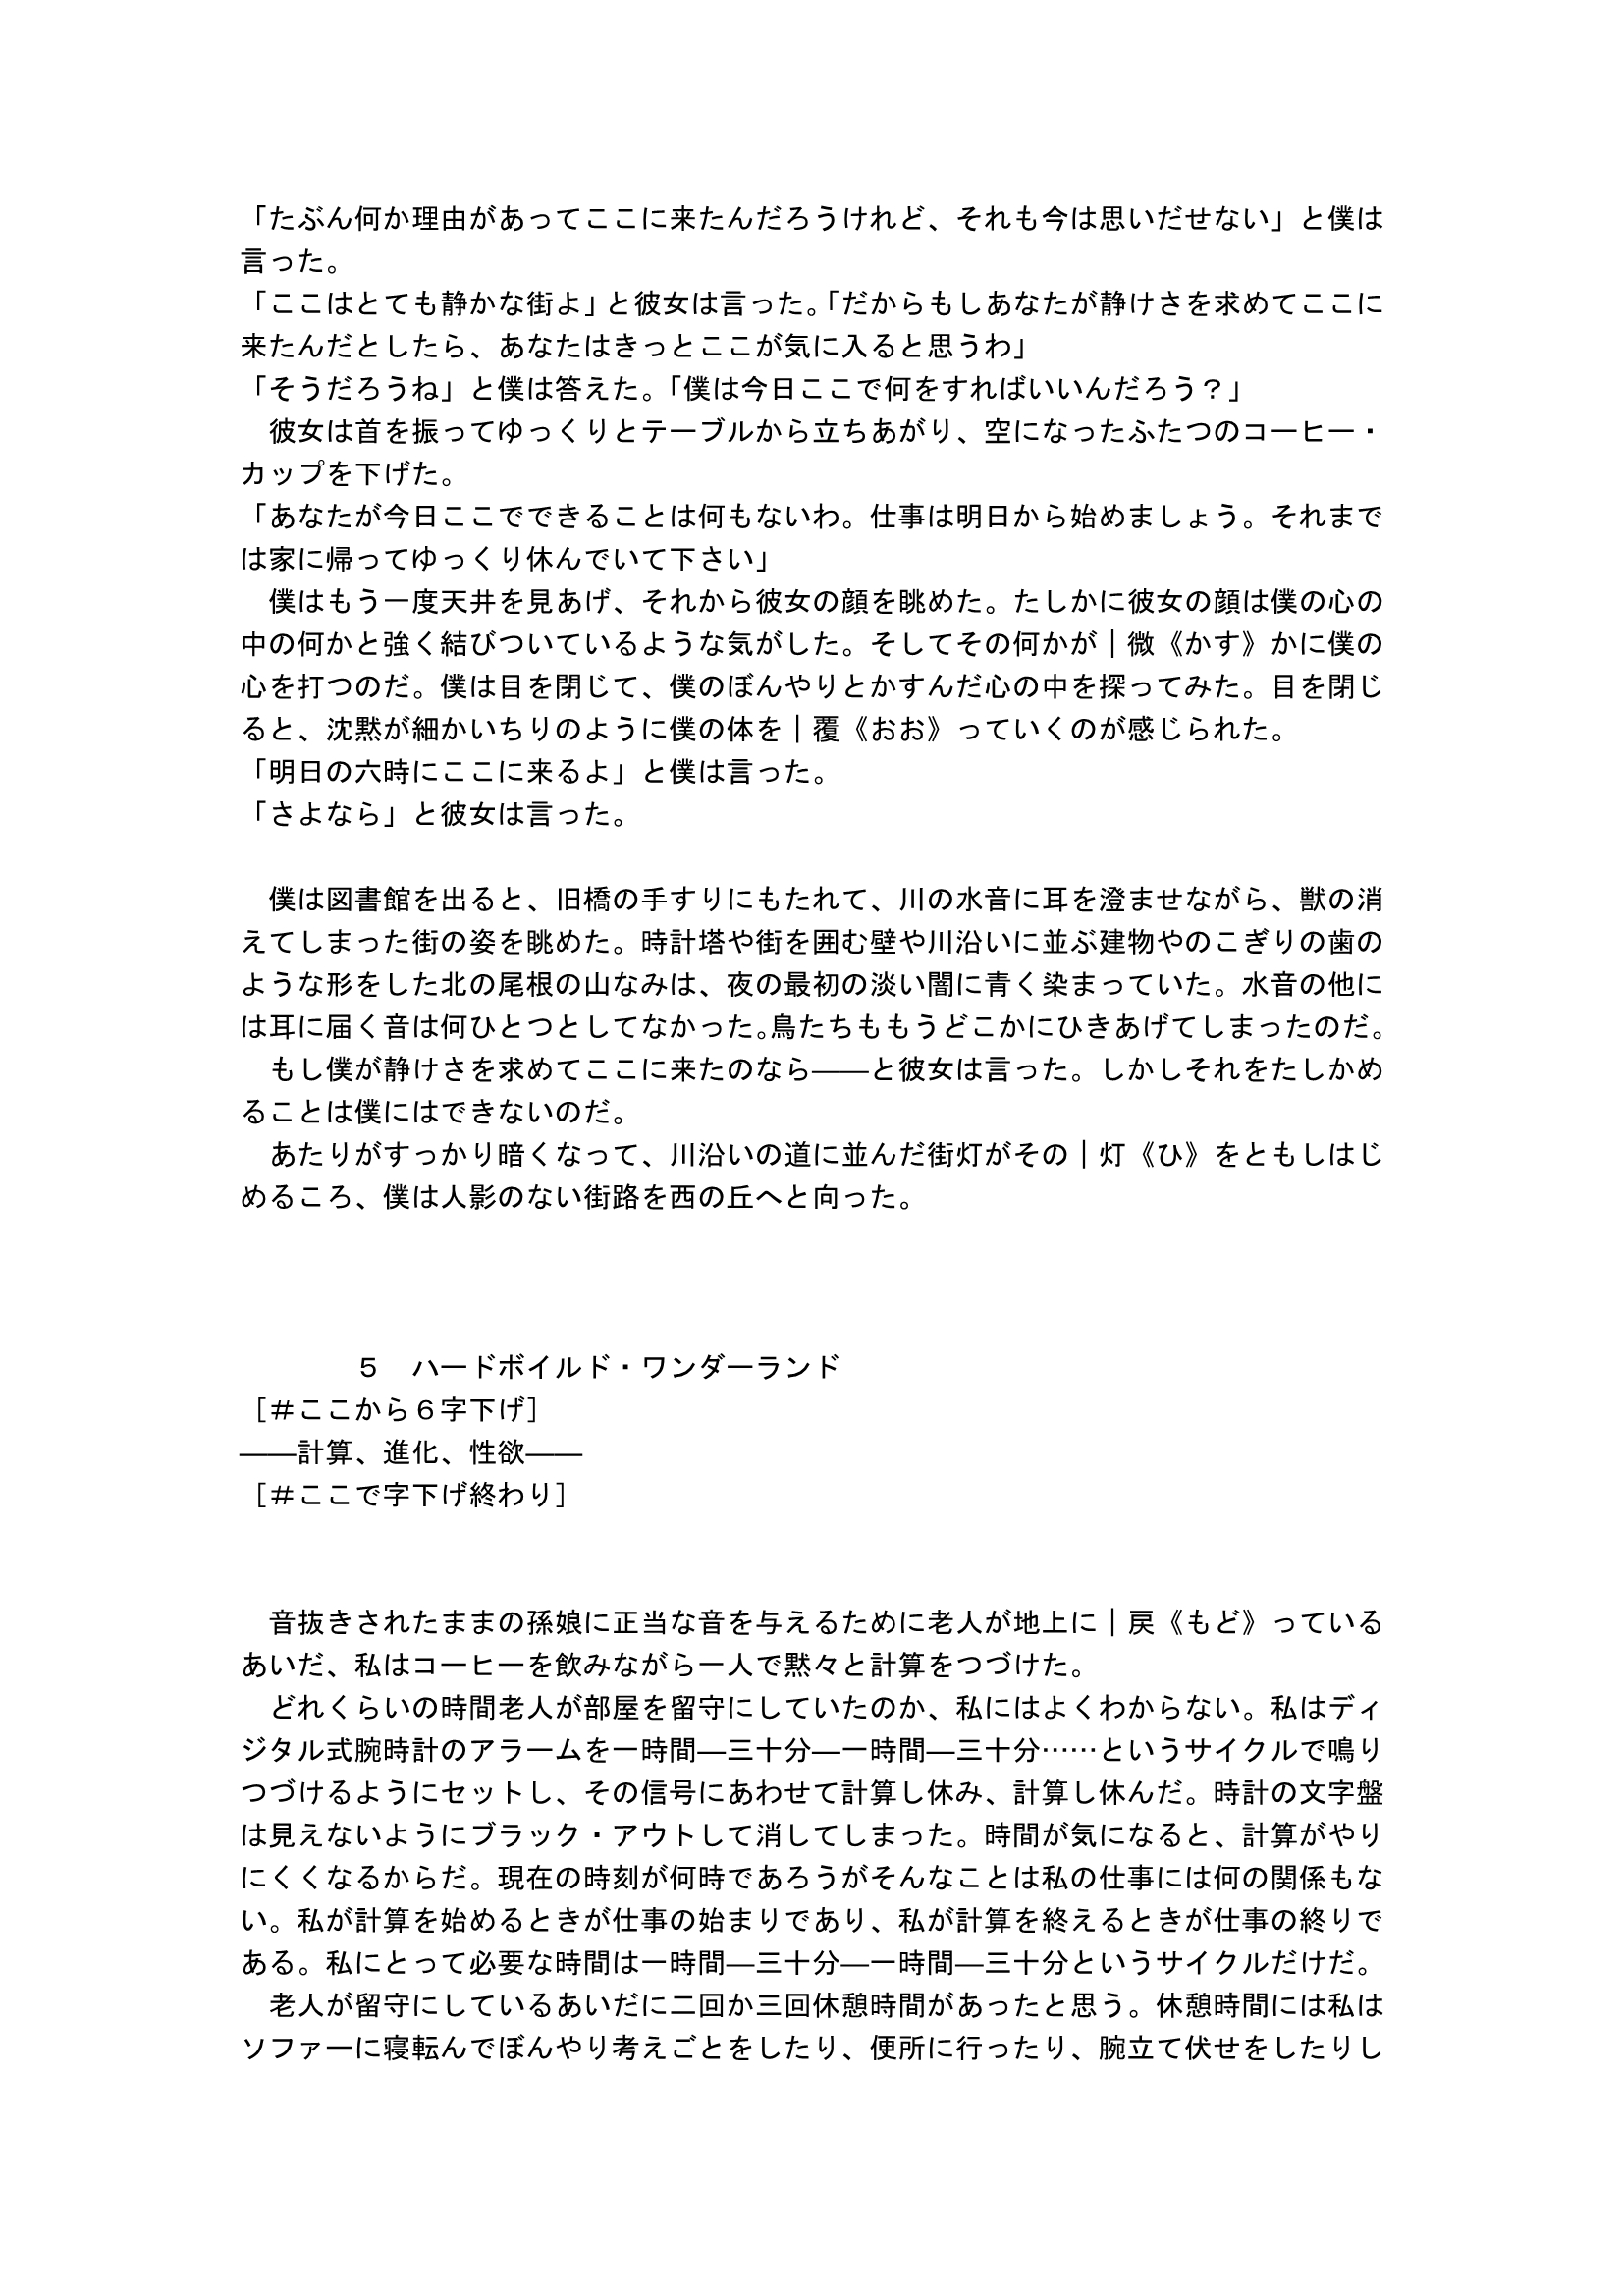 「たぶん何か理由があってここに来たんだろうけれど、それも今は思いだせない」と僕は
言った。
「ここはとても静かな街よ」と彼女は言った。「だからもしあなたが静けさを求めてここに
来たんだとしたら、あなたはきっとここが気に入ると思うわ」
「そうだろうね」と僕は答えた。「僕は今日ここで何をすればいいんだろう？」
　彼女は首を振ってゆっくりとテーブルから立ちあがり、空になったふたつのコーヒー・
カップを下げた。
「あなたが今日ここでできることは何もないわ。仕事は明日から始めましょう。それまで
は家に帰ってゆっくり休んでいて下さい」
　僕はもう一度天井を見あげ、それから彼女の顔を眺めた。たしかに彼女の顔は僕の心の
中の何かと強く結びついているような気がした。そしてその何かが｜微《かす》かに僕の
心を打つのだ。僕は目を閉じて、僕のぼんやりとかすんだ心の中を探ってみた。目を閉じ
ると、沈黙が細かいちりのように僕の体を｜覆《おお》っていくのが感じられた。
「明日の六時にここに来るよ」と僕は言った。
「さよなら」と彼女は言った。
　僕は図書館を出ると、旧橋の手すりにもたれて、川の水音に耳を澄ませながら、獣の消
えてしまった街の姿を眺めた。時計塔や街を囲む壁や川沿いに並ぶ建物やのこぎりの歯の
ような形をした北の尾根の山なみは、夜の最初の淡い闇に青く染まっていた。水音の他に
は耳に届く音は何ひとつとしてなかった。鳥たちももうどこかにひきあげてしまったのだ。
　もし僕が静けさを求めてここに来たのなら――と彼女は言った。しかしそれをたしかめ
ることは僕にはできないのだ。
　あたりがすっかり暗くなって、川沿いの道に並んだ街灯がその｜灯《ひ》をともしはじ
めるころ、僕は人影のない街路を西の丘へと向った。
５　ハードボイルド・ワンダーランド
［＃ここから６字下げ］
――計算、進化、性欲――
［＃ここで字下げ終わり］
　音抜きされたままの孫娘に正当な音を与えるために老人が地上に｜戻《もど》っている
あいだ、私はコーヒーを飲みながら一人で黙々と計算をつづけた。
　どれくらいの時間老人が部屋を留守にしていたのか、私にはよくわからない。私はディ
ジタル式腕時計のアラームを一時間―三十分―一時間―三十分……というサイクルで鳴り
つづけるようにセットし、その信号にあわせて計算し休み、計算し休んだ。時計の文字盤
は見えないようにブラック・アウトして消してしまった。時間が気になると、計算がやり
にくくなるからだ。現在の時刻が何時であろうがそんなことは私の仕事には何の関係もな
い。私が計算を始めるときが仕事の始まりであり、私が計算を終えるときが仕事の終りで
ある。私にとって必要な時間は一時間―三十分―一時間―三十分というサイクルだけだ。
　老人が留守にしているあいだに二回か三回休憩時間があったと思う。休憩時間には私は
ソファーに寝転んでぼんやり考えごとをしたり、便所に行ったり、腕立て伏せをしたりし